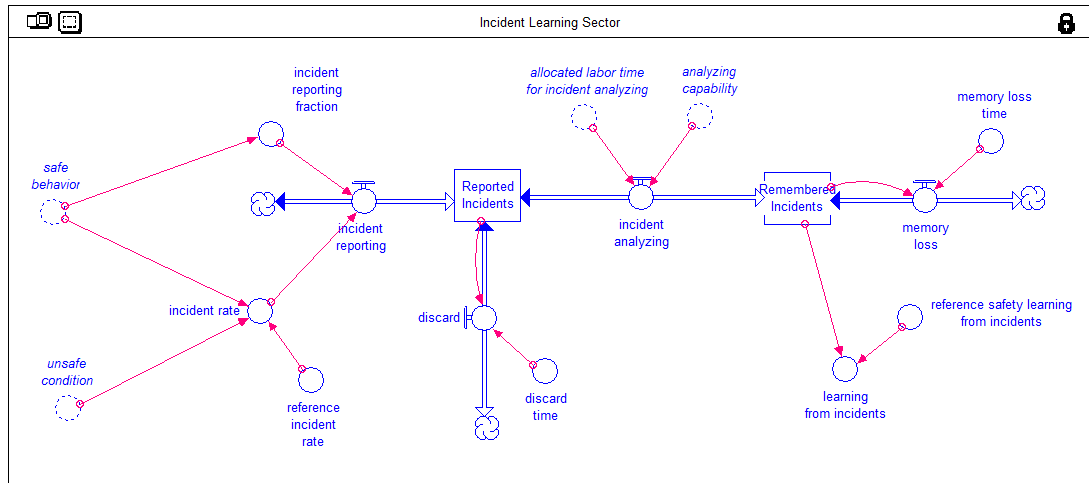 Incident Learning Sector
incident
reporting
fraction
allocated labor time
for incident analyzing
analyzing
capability
memory loss
time
safe
behavior
Reported
Incidents
Remembered
Incidents
incident
reporting
incident
analyzing
memory
loss
incident rate
discard
reference safety learning
from incidents
unsafe
condition
reference
incident
rate
discard
time
learning
from incidents